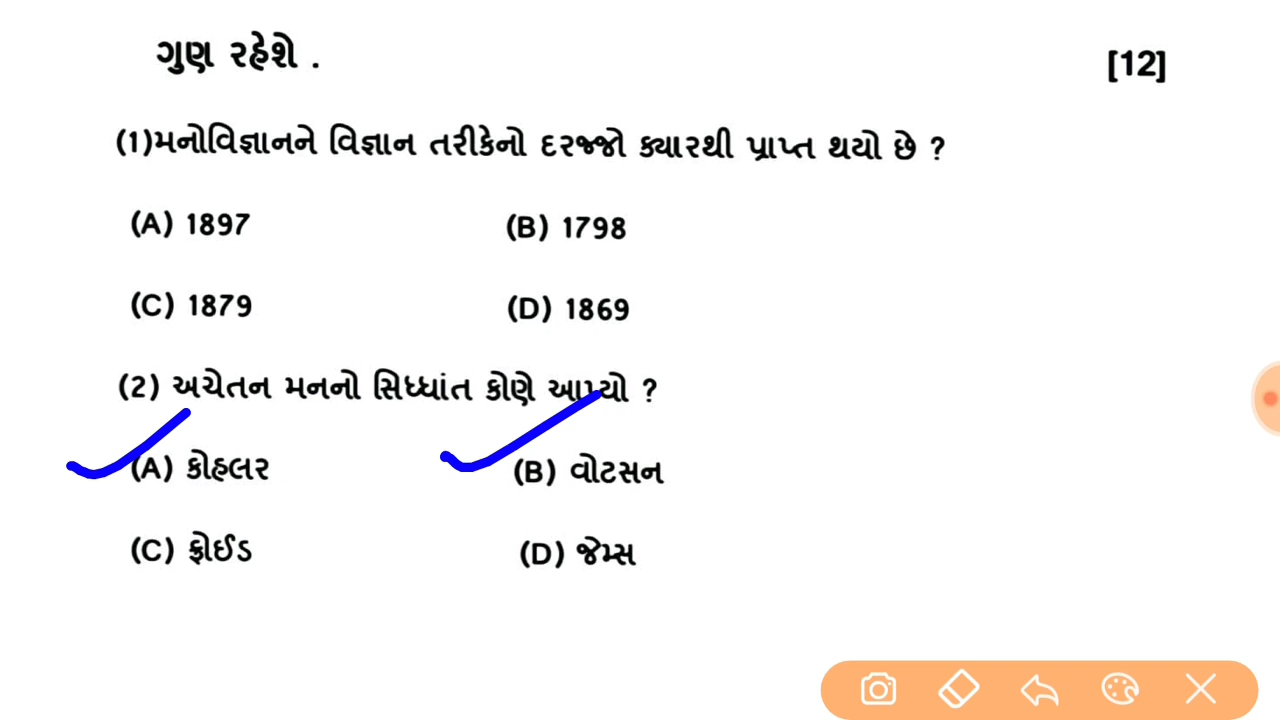 ગુણ રહેશે .
[12]
(1)મનોવિજ્ઞાનને વિજ્ઞાન તરીકેનો દરજ્જો ક્યારથી પ્રાપ્ત થયો છે ?
(A) 1897 (B) 1798
(C) 1879 (D) 1869
(2) અચેતન મનનો સિધ્ધાંત કોણે આપ્યો ?
(A) કોહલર (B) વોટસન
(C) ફ્રોઈડ (D) જેમ્સ